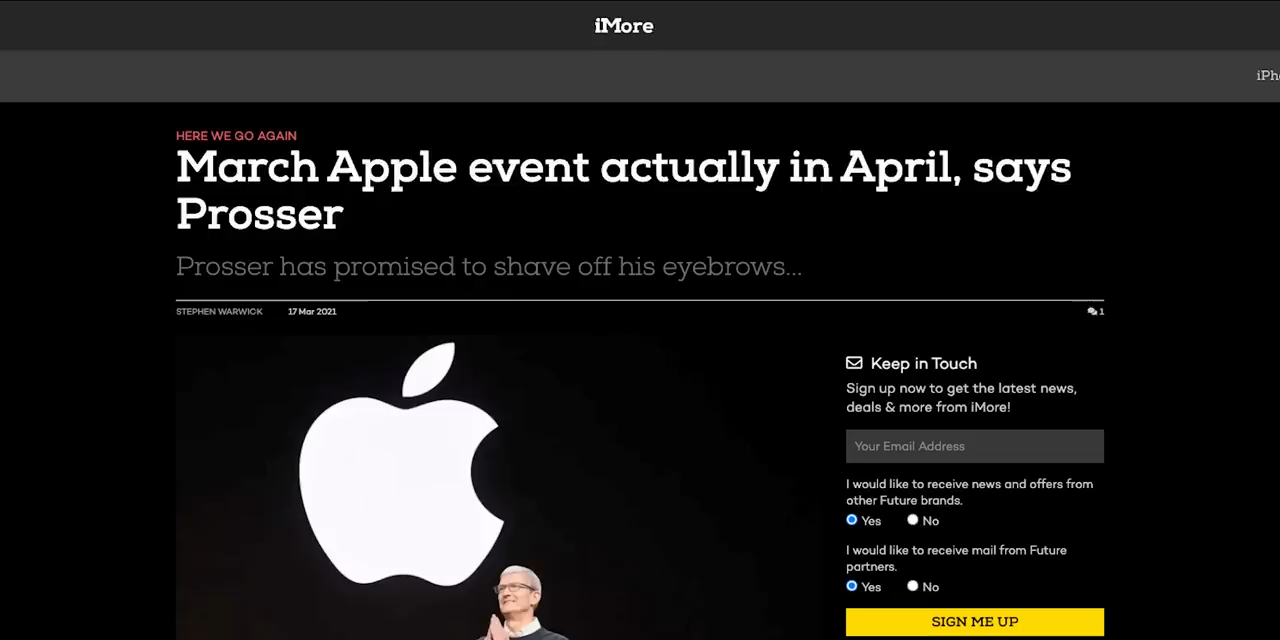 iMore
HERE WE GO AGAIN
March Apple event actually in April, says
Prosser
Prosser has promised to shave off his eyebrows...
STEPHEN WARWICK 17 Mar 2021 1
Keep in Touch
Sign up now to get the latest news,
deals & more from iMore!
Your Email Address
I would like to receive news and offers from
other Future brands.
Yes No
I would like to receive mail from Future
partners.
Yes No
SIGN ME UP